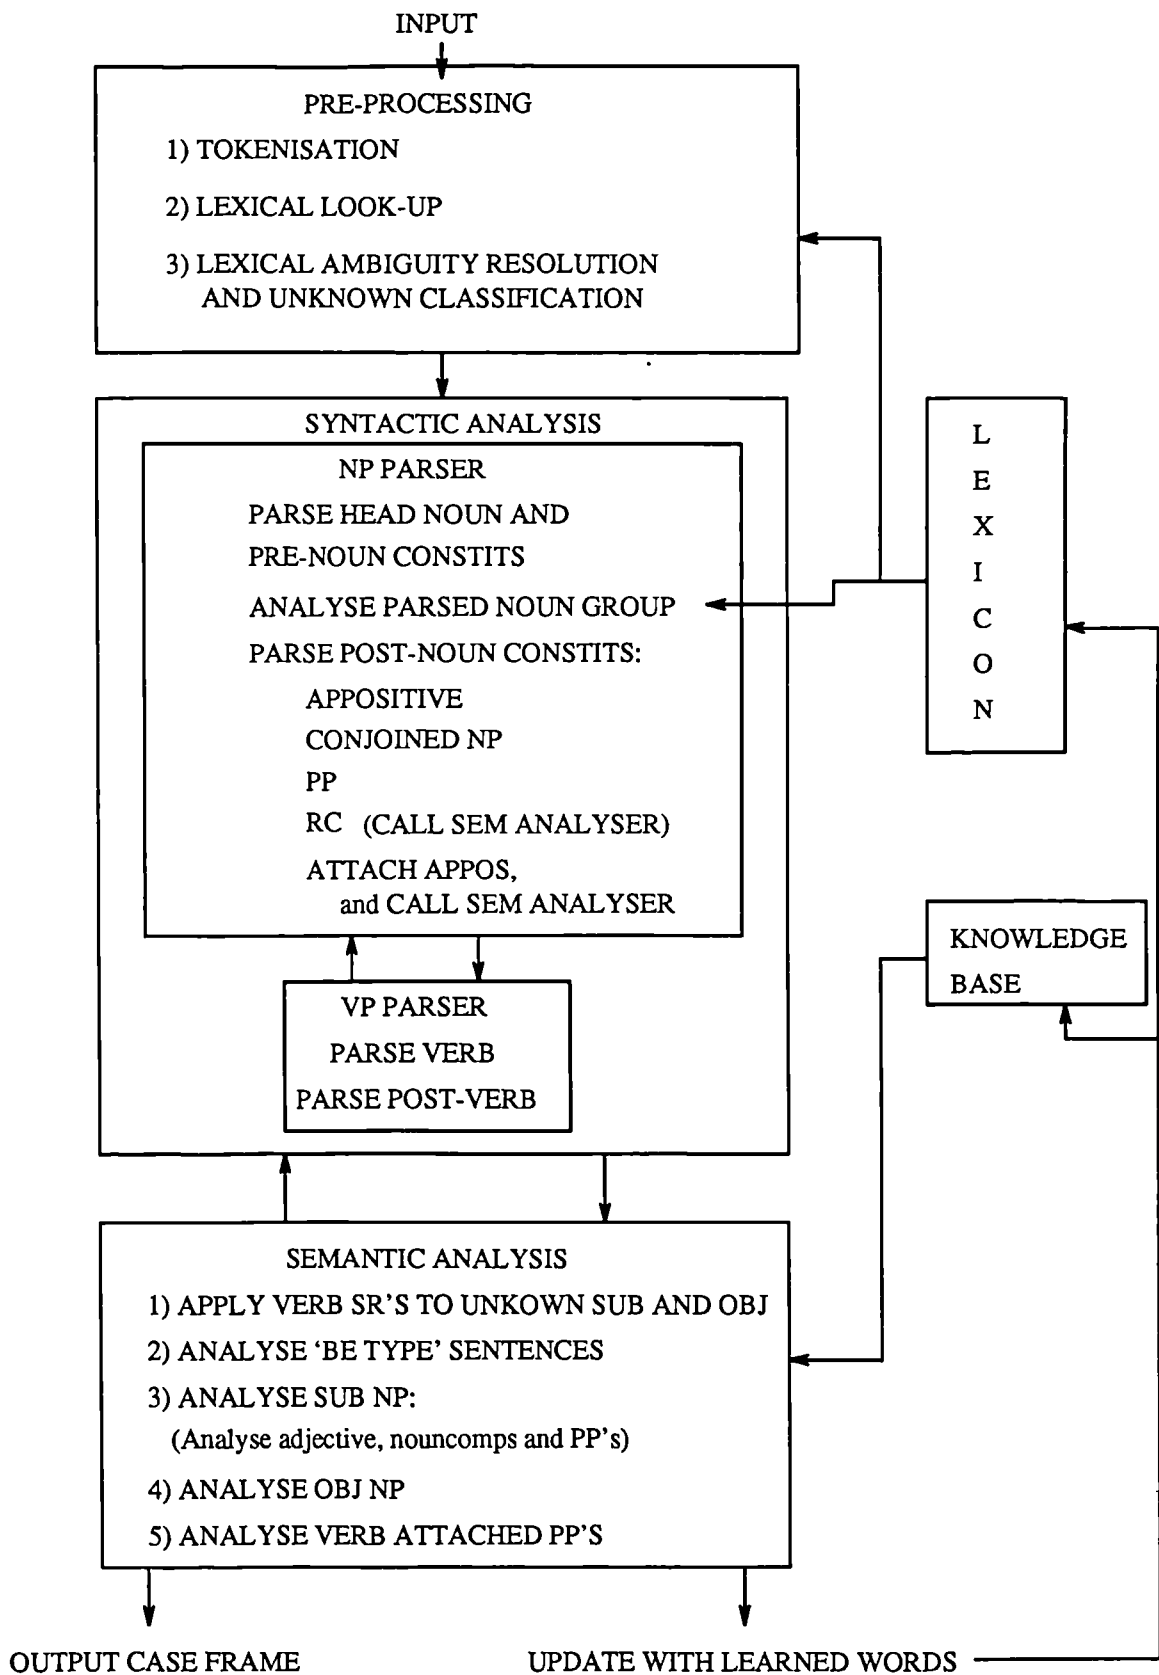 INPUT
PRE-PROCESSING
1) TOKENISATION
2) LEXICAL LOOK-UP
3) LEXICAL AMBIGUITY RESOLUTION
AND UNKNOWN CLASSIFICATION
SYNTACTIC ANALYSIS
NP PARSER
PARSE HEAD NOUN AND
PRE-NOUN CONSTITS
ANALYSE PARSED NOUN GROUP
PARSE POST-NOUN CONSTITS:
APPOSITIVE
CONJOINED NP
PP
RC (CALL SEM ANALYSER)
ATTACH APPOS,
and CALL SEM ANALYSER
VP PARSER
PARSE VERB
PARSE POST-VERB
L
E
X
I
C
O
N
KNOWLEDGE
BASE
SEMANTIC ANALYSIS
1) APPLY VERB SR'S TO UNKOWN SUB AND OBJ
2) ANALYSE ‘BE TYPE’ SENTENCES
3) ANALYSE SUB NP:
(Analyse adjective, nouncomps and PP's)
4) ANALYSE OBJ NP
5) ANALYSE VERB ATTACHED PP'S
OUTPUT CASE FRAME
UPDATE WITH LEARNED WORDS